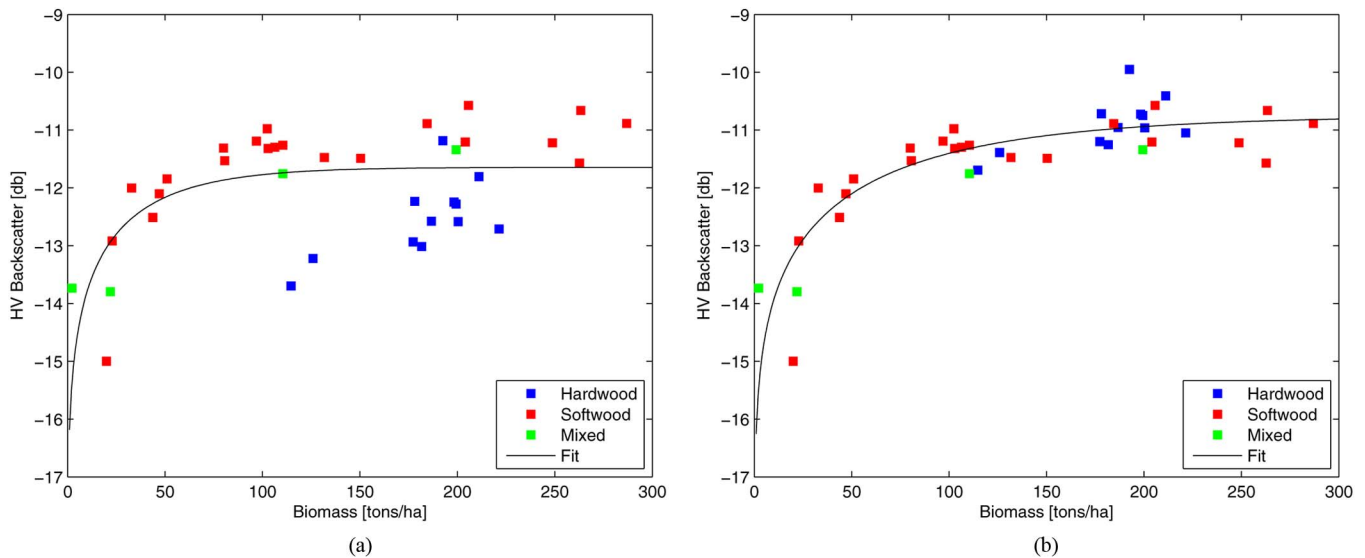 −9
−10
−11
−12
−13
−14
−15
−16
−17
HV Backscatter [db]
0 50 100 150 200 250 300
Biomass [tons/ha]
Hardwood
Softwood
Mixed
Fit
(a)
−9
−10
−11
−12
−13
−14
−15
−16
−17
HV Backscatter [db]
0 50 100 150 200 250 300
Biomass [tons/ha]
Hardwood
Softwood
Mixed
Fit
(b)